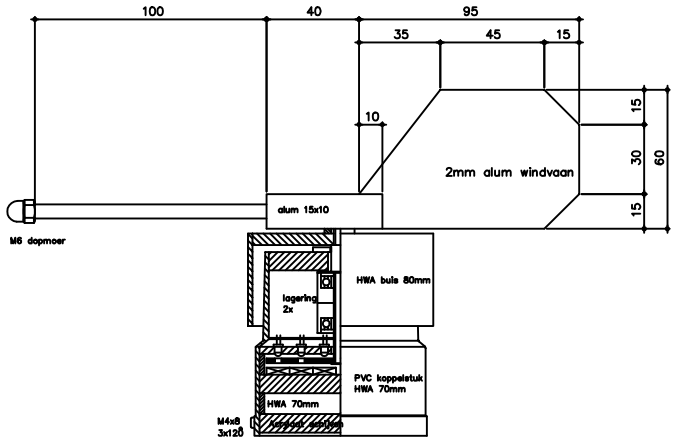 100
40
95
35
45
15
10
15
30
60
15
2mm alum windvaan
alum 15x10
M6 dopmoer
HWA buis 80mm
lagering
2x
PVC koppelstuk
HWA 70mm
HWA 70mm
M4x8
3x120